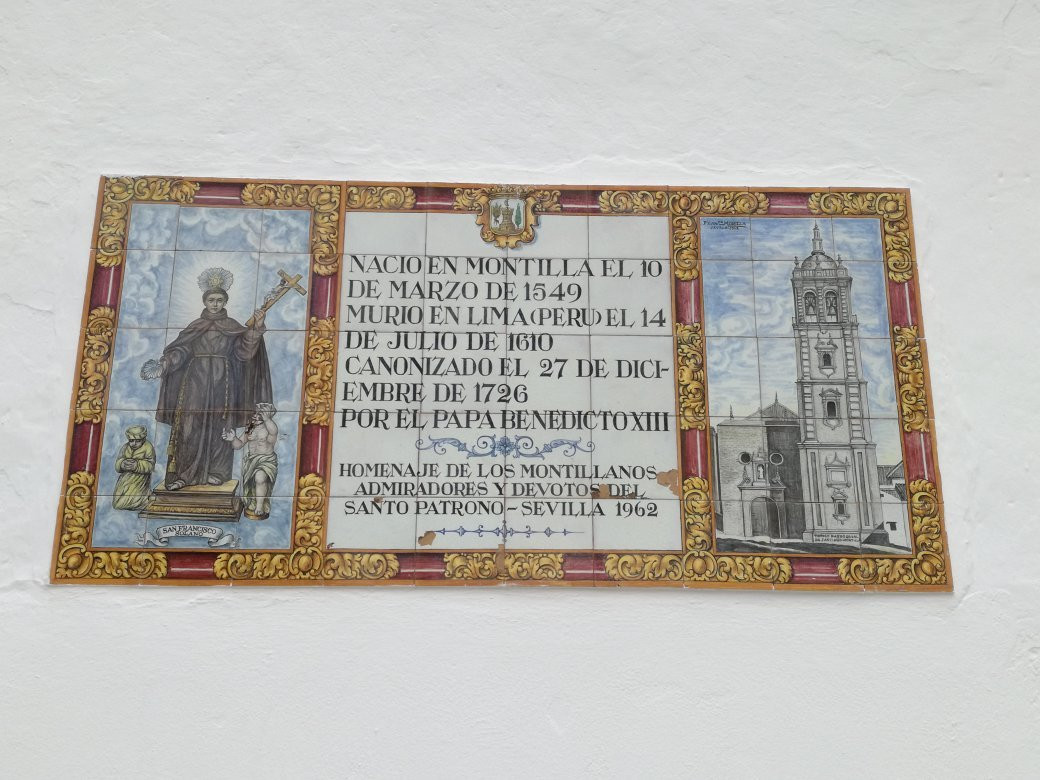 NACIO EN MONTILLA EL 10
DE MARZO DE 1549
MURIO EN LIMA (PERU) EL 14
DE JULIO DE 1610
CANONIZADO EL 27 DE DICI-
EMBRE DE 1726
POR EL PAPA BENEDICTO XIII
HOMENAJE DE LOS MONTILLANOS
ADMIRADORES Y DEVOTOS DEL
SANTO PATRONO - SEVILLA 1962
SAN FRANCISCO
SOLANO